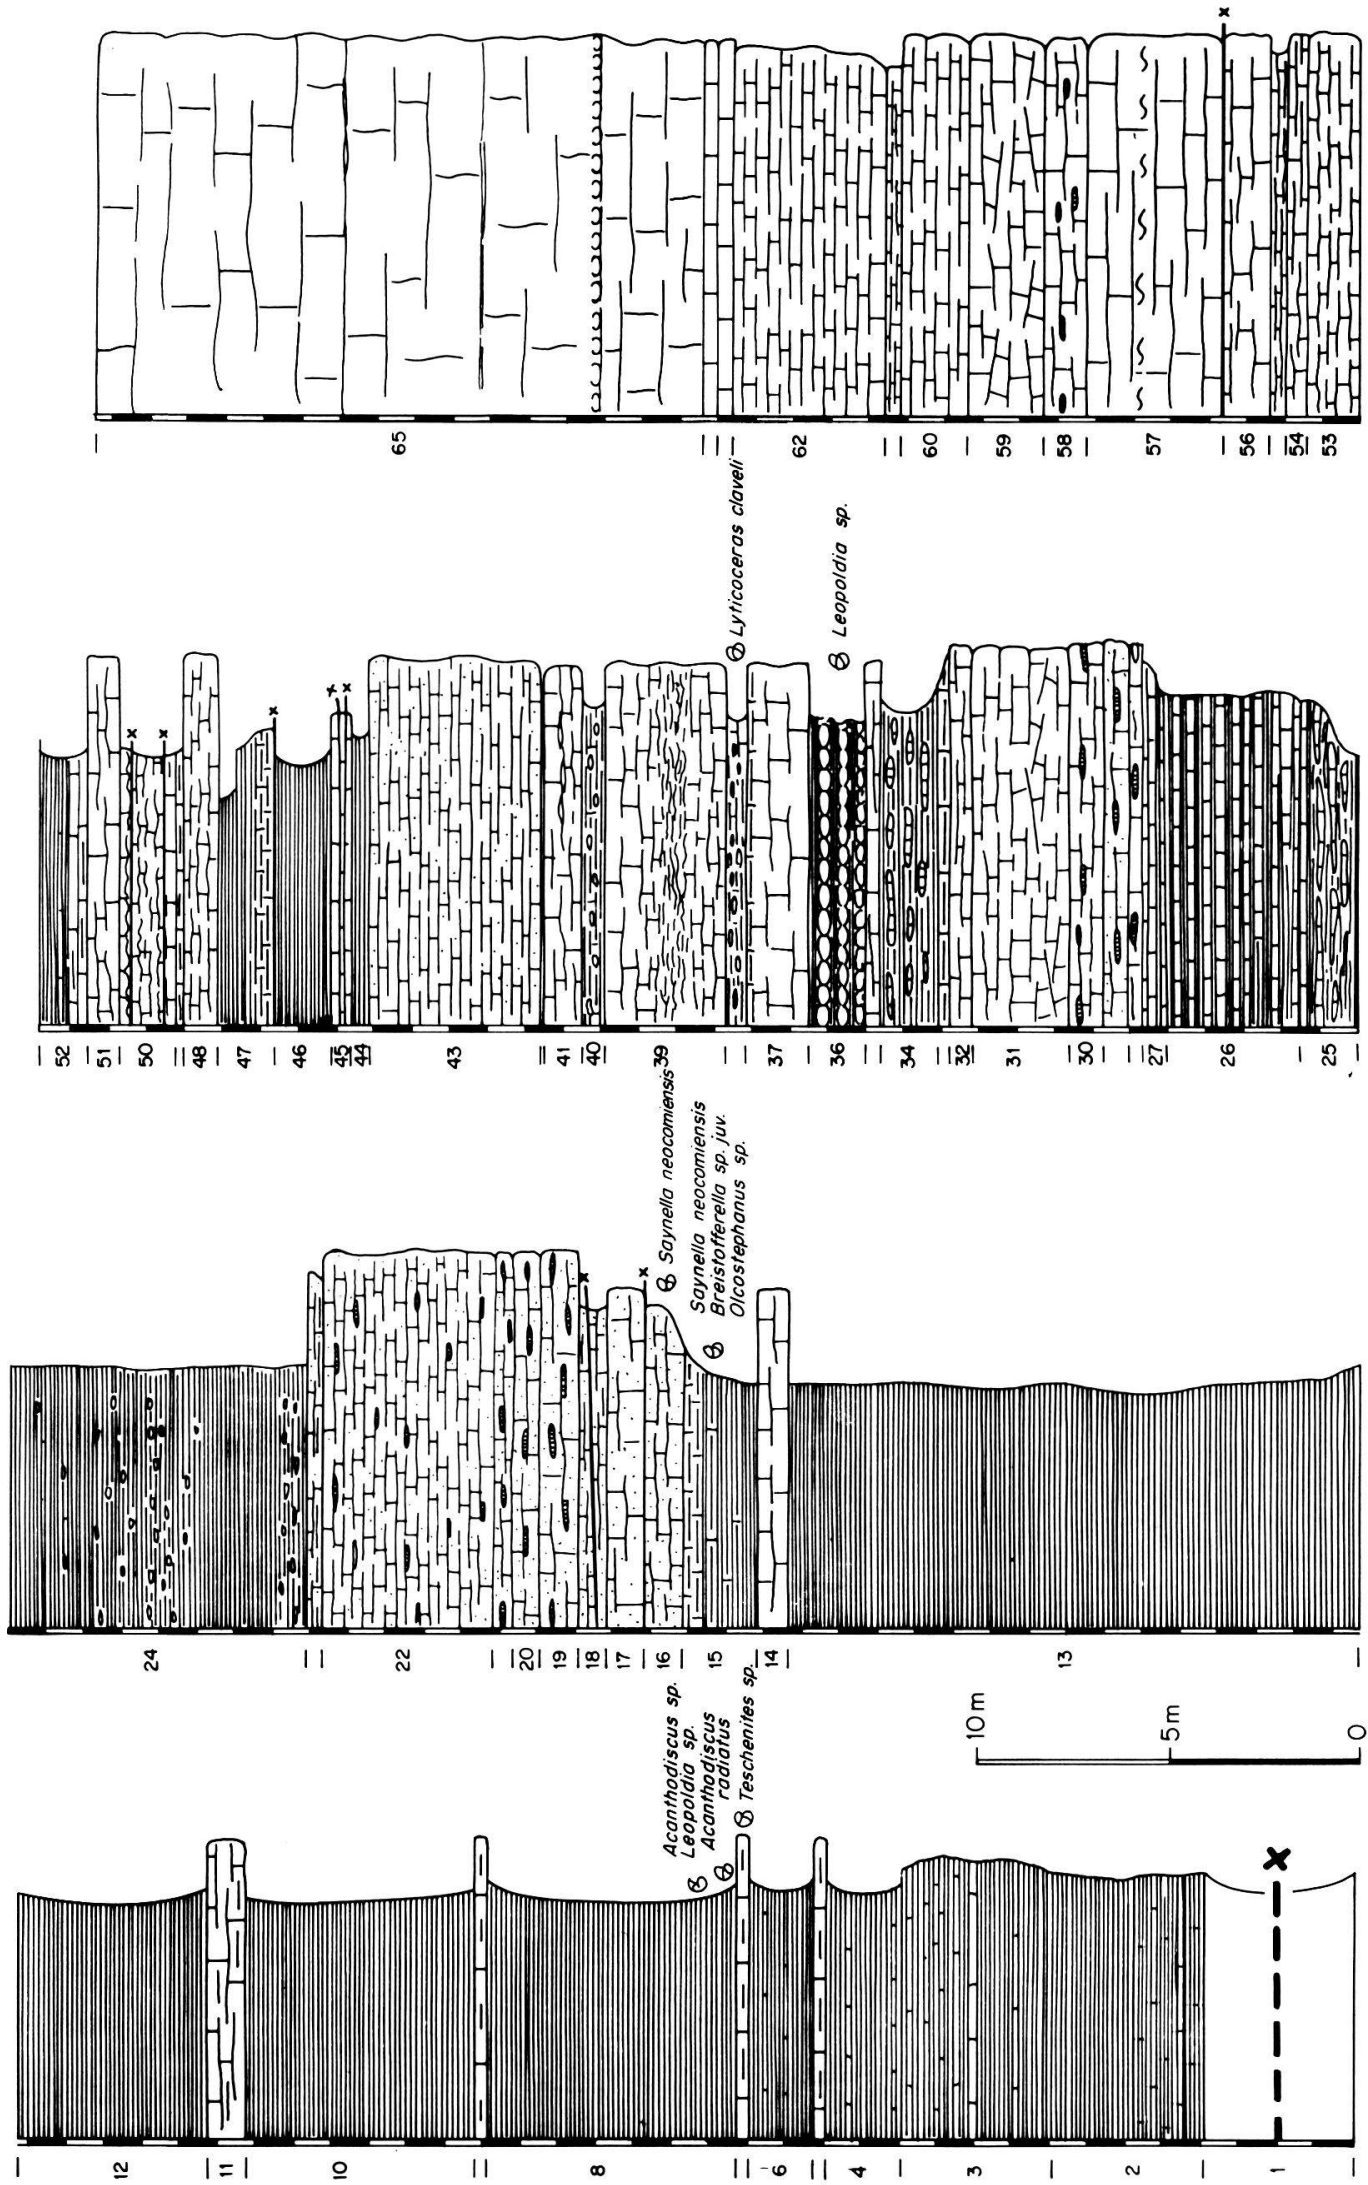 65
62
60
59
58
57
56
54
53
x
Lyticoceras claveli
Leopoldia sp.
52
51
50
48
47
46
45
44
43
41
40
39
37
36
34
32
31
30
27
26
25
x
x
x
x
x
Saynella neocomiensis
Saynella neocomiensis
Breistofferella sp. juv.
Olcostephanus sp.
24
22
20
19
18
17
16
15
14
13
x
x
Acanthodiscus sp.
Leopoldia sp.
Acanthodiscus
radiatus
Teschenites sp.
12
11
10
8
6
4
3
2
1
x
10m
5m
0